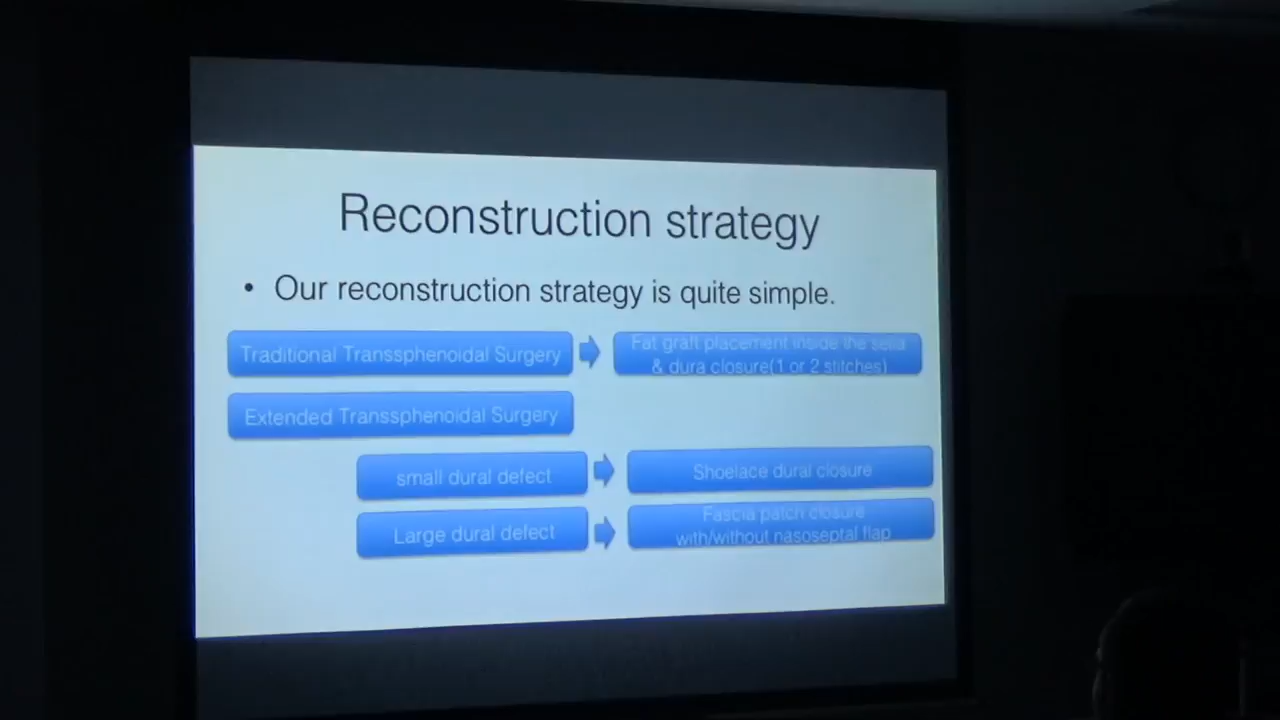 Reconstruction strategy
• Our reconstruction strategy is quite simple.
Traditional Transsphenoidal Surgery
Fat graft placement inside the sella
& dura closure(1 or 2 stitches)
Extended Transsphenoidal Surgery
small dural defect
Shoelace dural closure
Large dural defect
Fascia patch closure
with/without nasoseptal flap